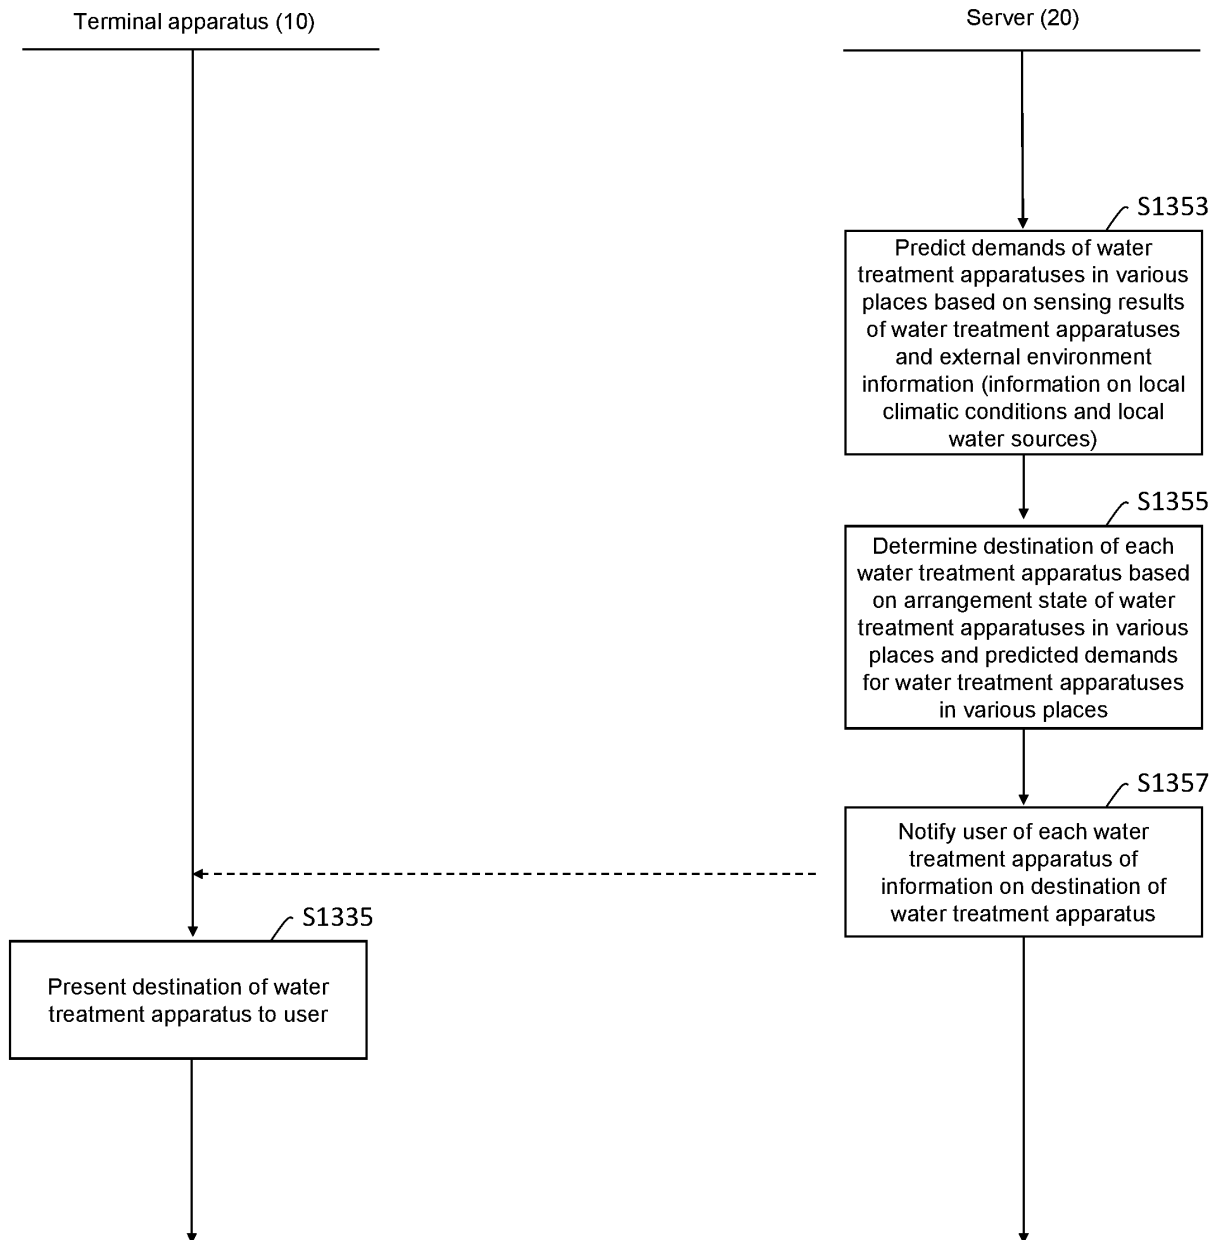 Terminal apparatus (10)
Server (20)
S1353
Predict demands of water
treatment apparatuses in various
places based on sensing results
of water treatment apparatuses
and external environment
information (information on local
climatic conditions and local
water sources)
S1355
Determine destination of each
water treatment apparatus based
on arrangement state of water
treatment apparatuses in various
places and predicted demands
for water treatment apparatuses
in various places
S1357
Notify user of each water
treatment apparatus of
information on destination of
water treatment apparatus
S1335
Present destination of water
treatment apparatus to user